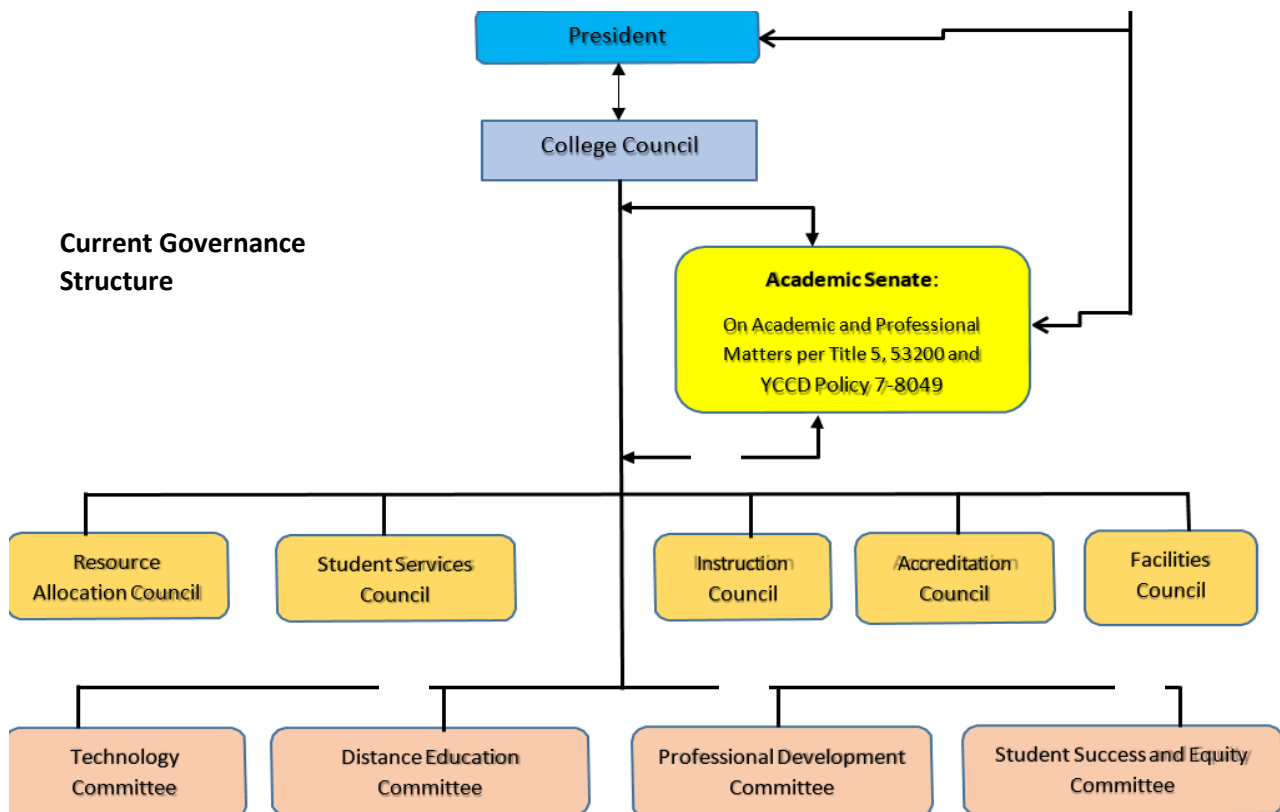 President
College Council
Current Governance
Structure
Academic Senate:
On Academic and Professional
Matters per Title 5, 53200 and
YCCD Policy 7-8049
Resource
Allocation Council
Student Services
Council
Instruction
Council
Accreditation
Council
Facilities
Council
Technology
Committee
Distance Education
Committee
Professional Development
Committee
Student Success and Equity
Committee